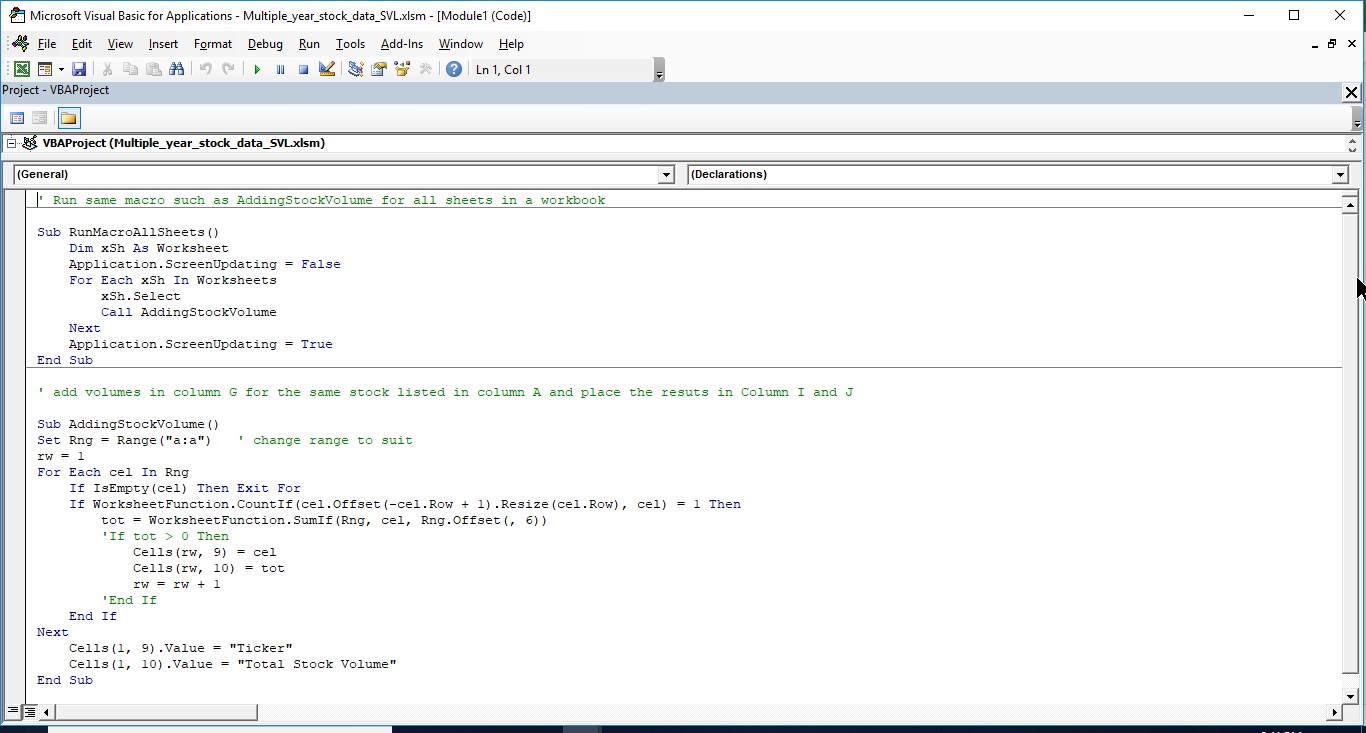 Microsoft Visual Basic for Applications - Multiple_year_stock_data_SVL.xlsm - [Module1 (Code)]
File Edit View Insert Format Debug Run Tools Add-Ins Window Help
Ln 1, Col 1
Project - VBAProject
VBAProject (Multiple_year_stock_data_SVL.xlsm)
(General) (Declarations)
' Run same macro such as AddingStockVolume for all sheets in a workbook
Sub RunMacroAllSheets()
Dim xSh As Worksheet
Application.ScreenUpdating = False
For Each xSh In Worksheets
xSh.Select
Call AddingStockVolume
Next
Application.ScreenUpdating = True
End Sub
' add volumes in column G for the same stock listed in column A and place the resuts in Column I and J
Sub AddingStockVolume()
Set Rng = Range("a:a") ' change range to suit
rw = 1
For Each cel In Rng
If IsEmpty(cel) Then Exit For
If WorksheetFunction.CountIf(cel.Offset(-cel.Row + 1).Resize(cel.Row), cel) = 1 Then
tot = WorksheetFunction.SumIf(Rng, cel, Rng.Offset(, 6))
'If tot > 0 Then
Cells(rw, 9) = cel
Cells(rw, 10) = tot
rw = rw + 1
'End If
End If
Next
Cells(1, 9).Value = "Ticker"
Cells(1, 10).Value = "Total Stock Volume"
End Sub